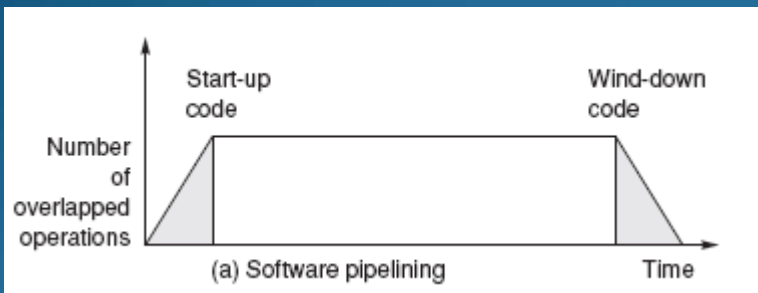 Start-up
code
Wind-down
code
Number
of
overlapped
operations
(a) Software pipelining
Time